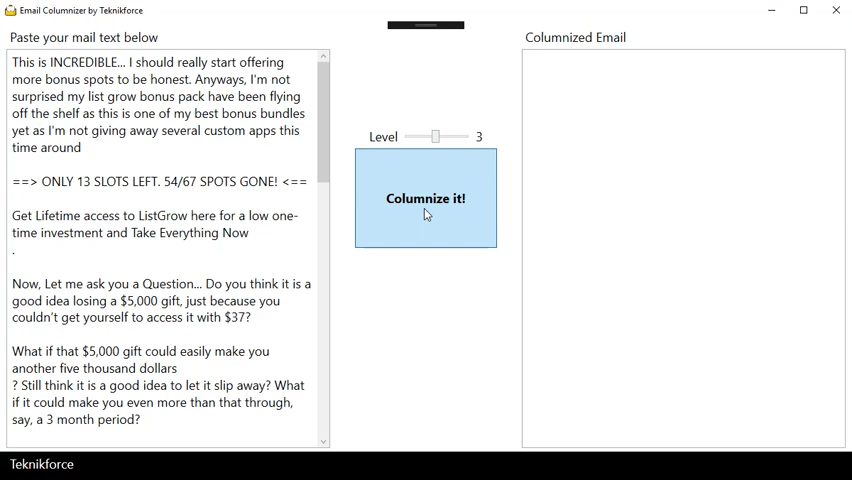 Email Columnizer by Teknikforce
Paste your mail text below
Columnized Email
This is INCREDIBLE... I should really start offering
more bonus spots to be honest. Anyways, I'm not
surprised my list grow bonus pack have been flying
off the shelf as this is one of my best bonus bundles
yet as I'm not giving away several custom apps this
time around
==> ONLY 13 SLOTS LEFT. 54/67 SPOTS GONE! <==
Get Lifetime access to ListGrow here for a low one-
time investment and Take Everything Now
.
Now, Let me ask you a Question... Do you think it is a
good idea losing a $5,000 gift, just because you
couldn't get yourself to access it with $37?
What if that $5,000 gift could easily make you
another five thousand dollars
? Still think it is a good idea to let it slip away? What
if it could make you even more than that through,
say, a 3 month period?
Level 3
Columnize it!
Teknikforce